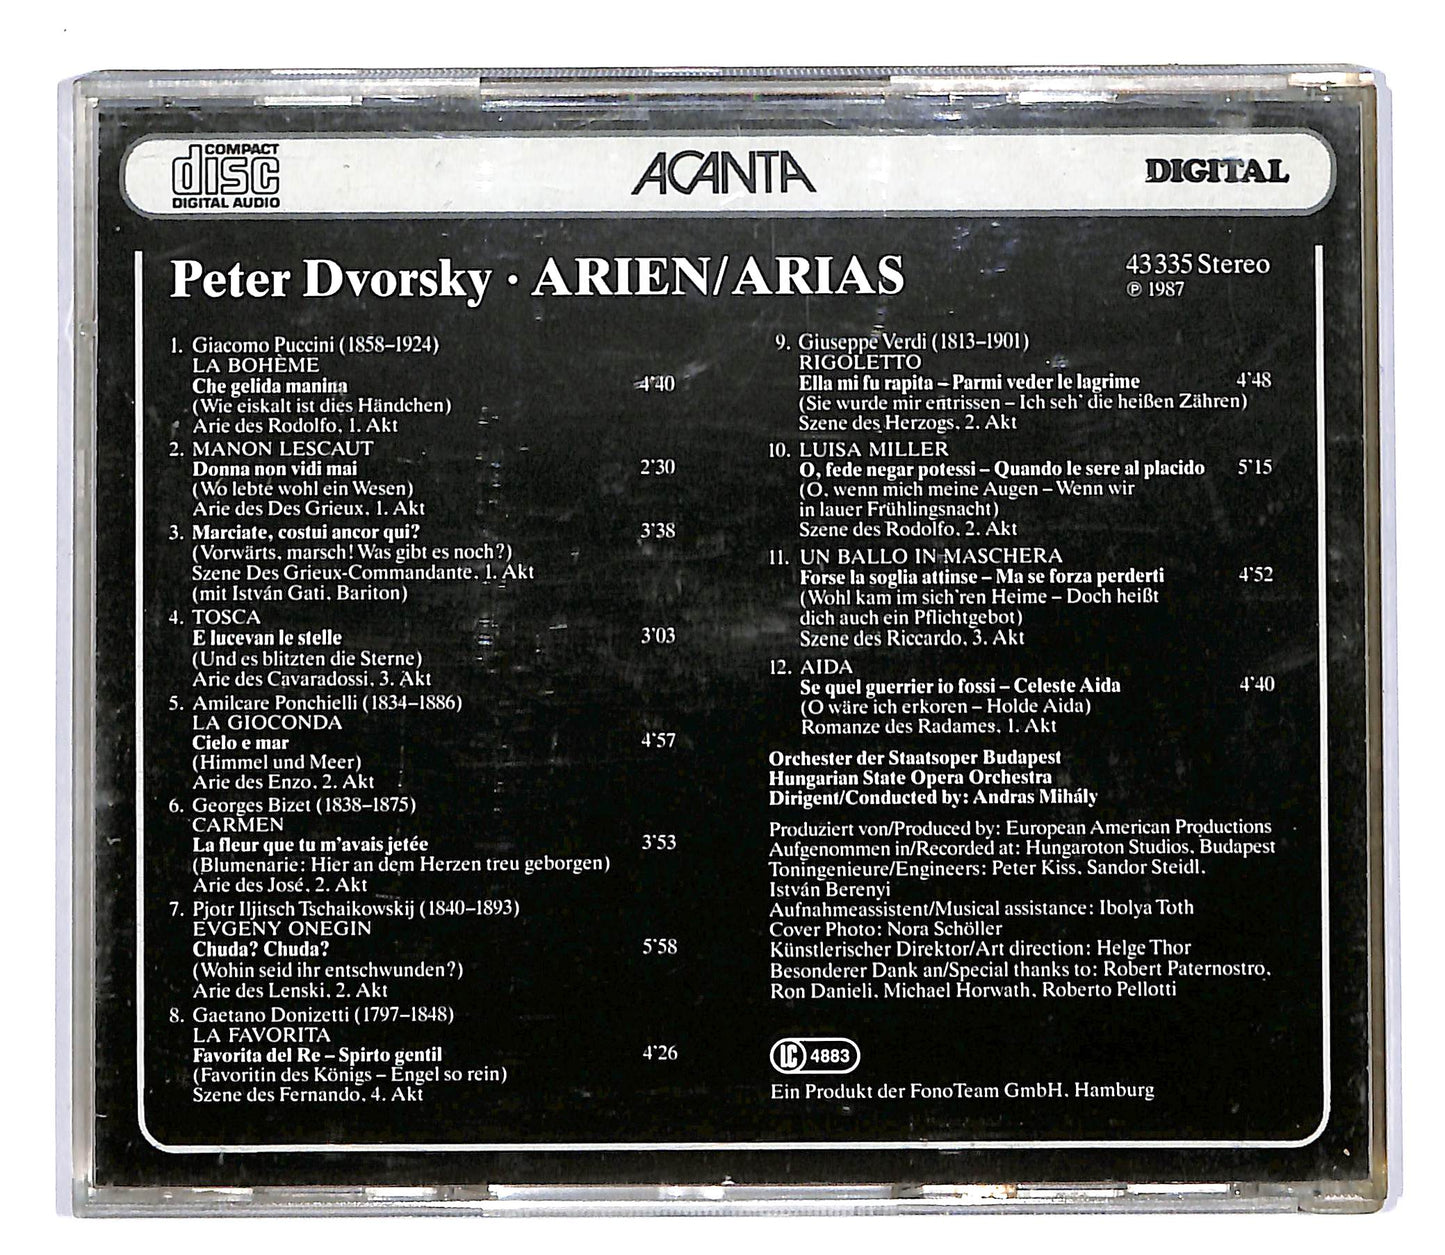 COMPACT
disc
DIGITAL AUDIO
ACANTA
DIGITAL
Peter Dvorsky · ARIEN/ARIAS
43 335 Stereo
℗ 1987
1. Giacomo Puccini (1858–1924)
LA BOHÈME
Che gelida manina 4'40
(Wie eiskalt ist dies Händchen)
Arie des Rodolfo, 1. Akt
2. MANON LESCAUT
Donna non vidi mai 2'30
(Wo lebte wohl ein Wesen)
Arie des Des Grieux, 1. Akt
3. Marciate, costui ancor qui? 3'38
(Vorwärts, marsch! Was gibt es noch?)
Szene Des Grieux-Commandante, 1. Akt
(mit István Gati, Bariton)
4. TOSCA
E lucevan le stelle 3'03
(Und es blitzten die Sterne)
Arie des Cavaradossi, 3. Akt
5. Amilcare Ponchielli (1834–1886)
LA GIOCONDA
Cielo e mar 4'57
(Himmel und Meer)
Arie des Enzo, 2. Akt
6. Georges Bizet (1838–1875)
CARMEN
La fleur que tu m'avais jetée 3'53
(Blumenarie: Hier an dem Herzen treu geborgen)
Arie des José, 2. Akt
7. Pjotr Iljitsch Tschaikowskij (1840–1893)
EVGENY ONEGIN
Chuda? Chuda? 5'58
(Wohin seid ihr entschwunden?)
Arie des Lenski, 2. Akt
8. Gaetano Donizetti (1797–1848)
LA FAVORITA
Favorita del Re – Spirto gentil 4'26
(Favoritin des Königs – Engel so rein)
Szene des Fernando, 4. Akt
9. Giuseppe Verdi (1813–1901)
RIGOLETTO
Ella mi fu rapita – Parmi veder le lagrime 4'48
(Sie wurde mir entrissen – Ich seh' die heißen Zähren)
Szene des Herzogs, 2. Akt
10. LUISA MILLER
O, fede negar potessi – Quando le sere al placido 5'15
(O, wenn mich meine Augen – Wenn wir
in lauer Frühlingsnacht)
Szene des Rodolfo, 2. Akt
11. UN BALLO IN MASCHERA
Forse la soglia attinse – Ma se forza perderti 4'52
(Wohl kam im sich'ren Heime – Doch heißt
dich auch ein Pflichtgebot)
Szene des Riccardo, 3. Akt
12. AIDA
Se quel guerrier io fossi – Celeste Aida 4'40
(O wäre ich erkoren – Holde Aida)
Romanze des Radames, 1. Akt
Orchester der Staatsoper Budapest
Hungarian State Opera Orchestra
Dirigent/Conducted by: Andras Mihály
Produziert von/Produced by: European American Productions
Aufgenommen in/Recorded at: Hungaroton Studios, Budapest
Toningenieure/Engineers: Peter Kiss, Sandor Steidl,
István Berenyi
Aufnahmeassistent/Musical assistance: Ibolya Toth
Cover Photo: Nora Schöller
Künstlerischer Direktor/Art direction: Helge Thor
Besonderer Dank an/Special thanks to: Robert Paternostro,
Ron Danieli, Michael Horwath, Roberto Pellotti
LC 4883
Ein Produkt der FonoTeam GmbH, Hamburg